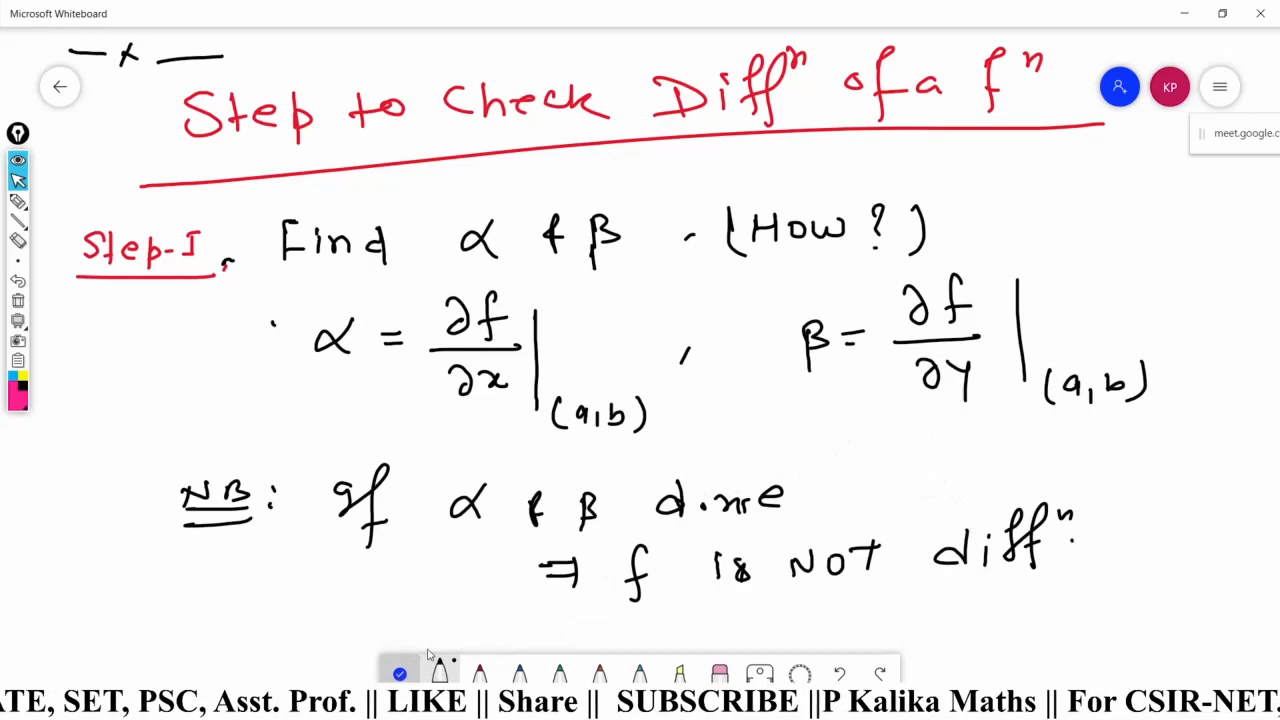 Microsoft Whiteboard
— x —
Step to Check Diffⁿ of a fⁿ
KP
meet.google.c
Step-I. Find α & β. (How?)
α = ∂f/∂x |(a,b) , β = ∂f/∂y |(a,b)
NB: If α & β d.n.e
⇒ f is NOT diffⁿ.
ATE, SET, PSC, Asst. Prof. || LIKE || Share || SUBSCRIBE ||P Kalika Maths || For CSIR-NET,